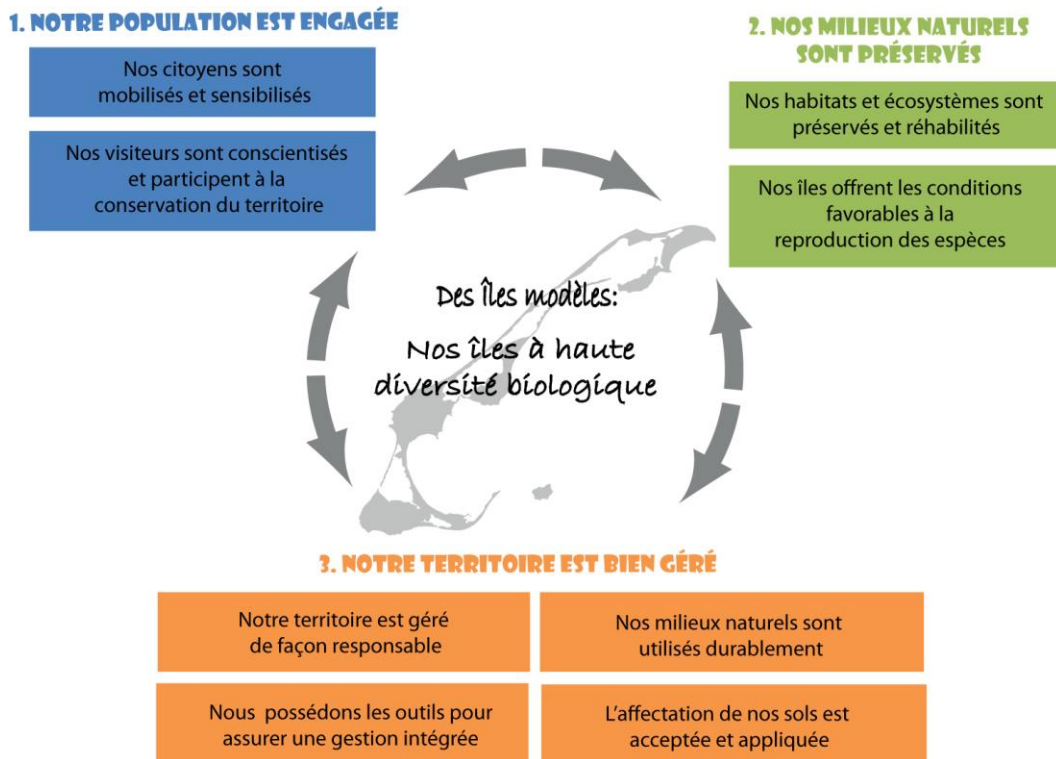 1. NOTRE POPULATION EST ENGAGÉE
Nos citoyens sont
mobilisés et sensibilisés
Nos visiteurs sont conscientisés
et participent à la
conservation du territoire
2. NOS MILIEUX NATURELS
SONT PRÉSERVÉS
Nos habitats et écosystèmes sont
préservés et réhabilités
Nos îles offrent les conditions
favorables à la
reproduction des espèces
Des îles modèles:
Nos îles à haute
diversité biologique
3. NOTRE TERRITOIRE EST BIEN GÉRÉ
Notre territoire est géré
de façon responsable
Nos milieux naturels sont
utilisés durablement
Nous possédons les outils pour
assurer une gestion intégrée
L'affectation de nos sols est
acceptée et appliquée